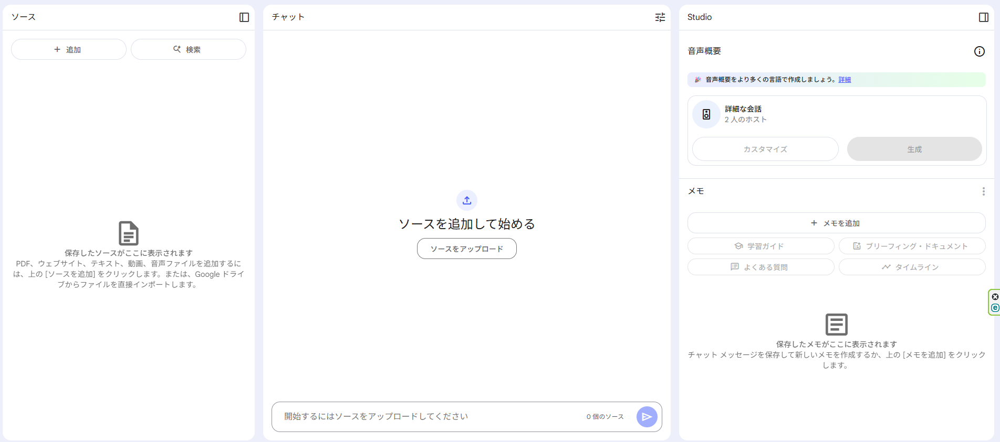 ソース
追加
検索
保存したソースがここに表示されます
PDF、ウェブサイト、テキスト、動画、音声ファイルを追加するに
は、上の [ソースを追加] をクリックします。または、Google ドライ
ブからファイルを直接インポートします。
チャット
ソースを追加して始める
ソースをアップロード
開始するにはソースをアップロードしてください
0 個のソース
Studio
音声概要
音声概要をより多くの言語で作成しましょう。詳細
詳細な会話
2 人のホスト
カスタマイズ
生成
メモ
メモを追加
学習ガイド
ブリーフィング・ドキュメント
よくある質問
タイムライン
保存したメモがここに表示されます
チャット メッセージを保存して新しいメモを作成するか、上の [メモを追加] をクリック
します。